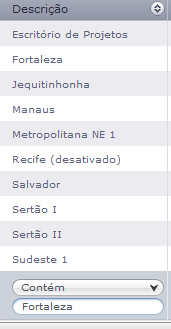 Descrição
Escritório de Projetos
Fortaleza
Jequitinhonha
Manaus
Metropolitana NE 1
Recife (desativado)
Salvador
Sertão I
Sertão II
Sudeste 1
Contém
Fortaleza